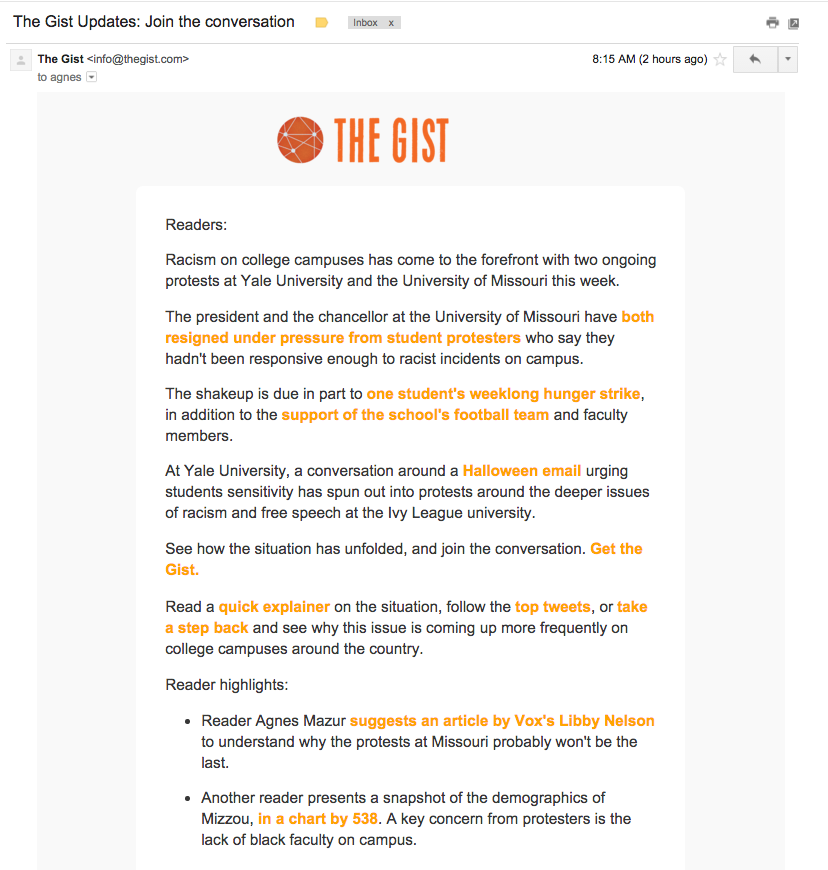 The Gist Updates: Join the conversation
Inbox x
The Gist <info@thegist.com>
8:15 AM (2 hours ago)
to agnes
THE GIST
Readers:
Racism on college campuses has come to the forefront with two ongoing
protests at Yale University and the University of Missouri this week.
The president and the chancellor at the University of Missouri have both
resigned under pressure from student protesters who say they
hadn't been responsive enough to racist incidents on campus.
The shakeup is due in part to one student's weeklong hunger strike,
in addition to the support of the school's football team and faculty
members.
At Yale University, a conversation around a Halloween email urging
students sensitivity has spun out into protests around the deeper issues
of racism and free speech at the Ivy League university.
See how the situation has unfolded, and join the conversation. Get the
Gist.
Read a quick explainer on the situation, follow the top tweets, or take
a step back and see why this issue is coming up more frequently on
college campuses around the country.
Reader highlights:
• Reader Agnes Mazur suggests an article by Vox's Libby Nelson
to understand why the protests at Missouri probably won't be the
last.
• Another reader presents a snapshot of the demographics of
Mizzou, in a chart by 538. A key concern from protesters is the
lack of black faculty on campus.